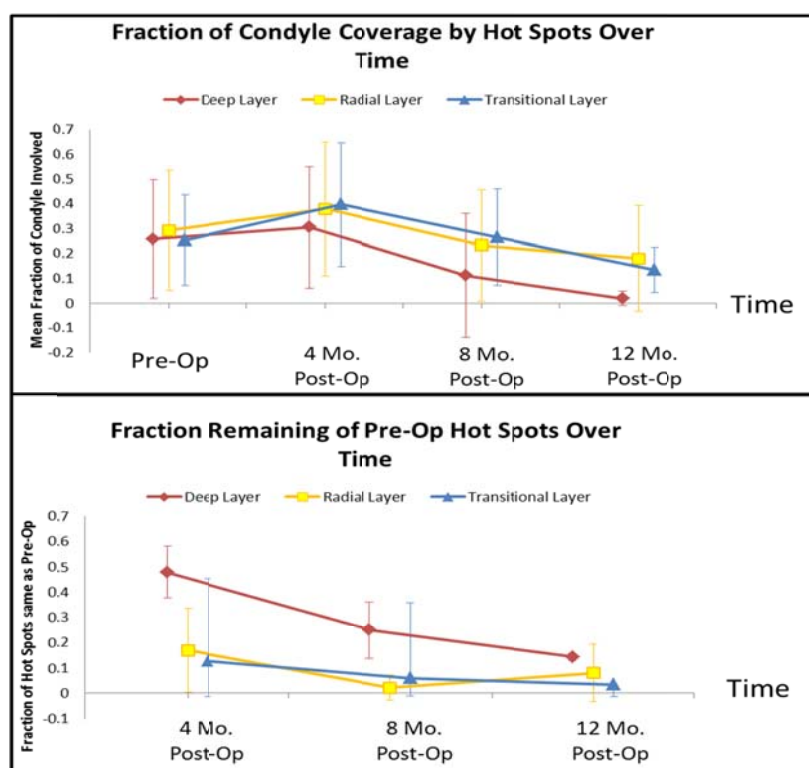 Fraction of Condyle Coverage by Hot Spots Over
Time
Deep Layer Radial Layer Transitional Layer
Mean Fraction of Condyle Involved
0.7
0.6
0.5
0.4
0.3
0.2
0.1
0
-0.1
-0.2
Time
Pre-Op
4 Mo.
Post-Op
8 Mo.
Post-Op
12 Mo.
Post-Op
Fraction Remaining of Pre-Op Hot Spots Over
Time
Deep Layer Radial Layer Transitional Layer
Fraction of Hot Spots same as Pre-Op
0.7
0.6
0.5
0.4
0.3
0.2
0.1
0
-0.1
Time
4 Mo.
Post-Op
8 Mo.
Post-Op
12 Mo.
Post-Op